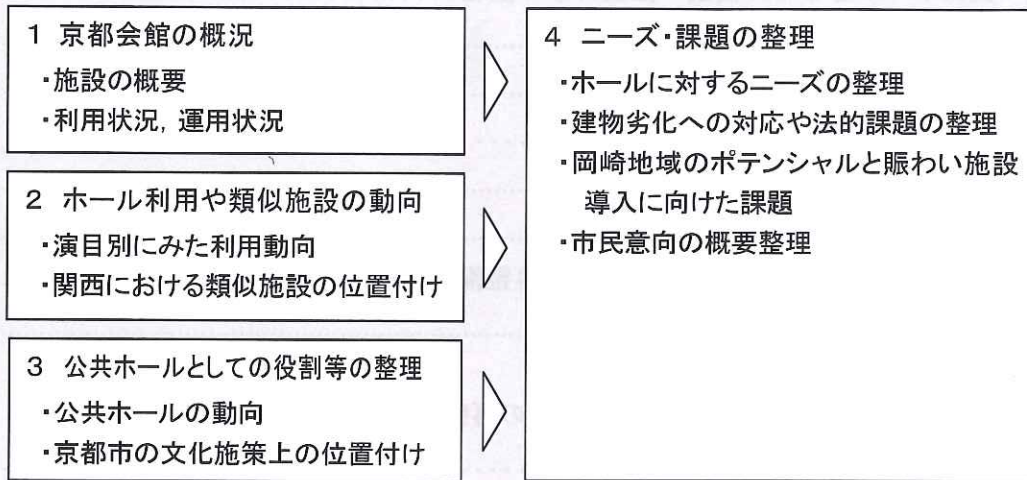 1 京都会館の概況
・施設の概要
・利用状況，運用状況
2 ホール利用や類似施設の動向
・演目別にみた利用動向
・関西における類似施設の位置付け
3 公共ホールとしての役割等の整理
・公共ホールの動向
・京都市の文化施策上の位置付け
4 ニーズ・課題の整理
・ホールに対するニーズの整理
・建物劣化への対応や法的課題の整理
・岡崎地域のポテンシャルと賑わい施設
導入に向けた課題
・市民意向の概要整理